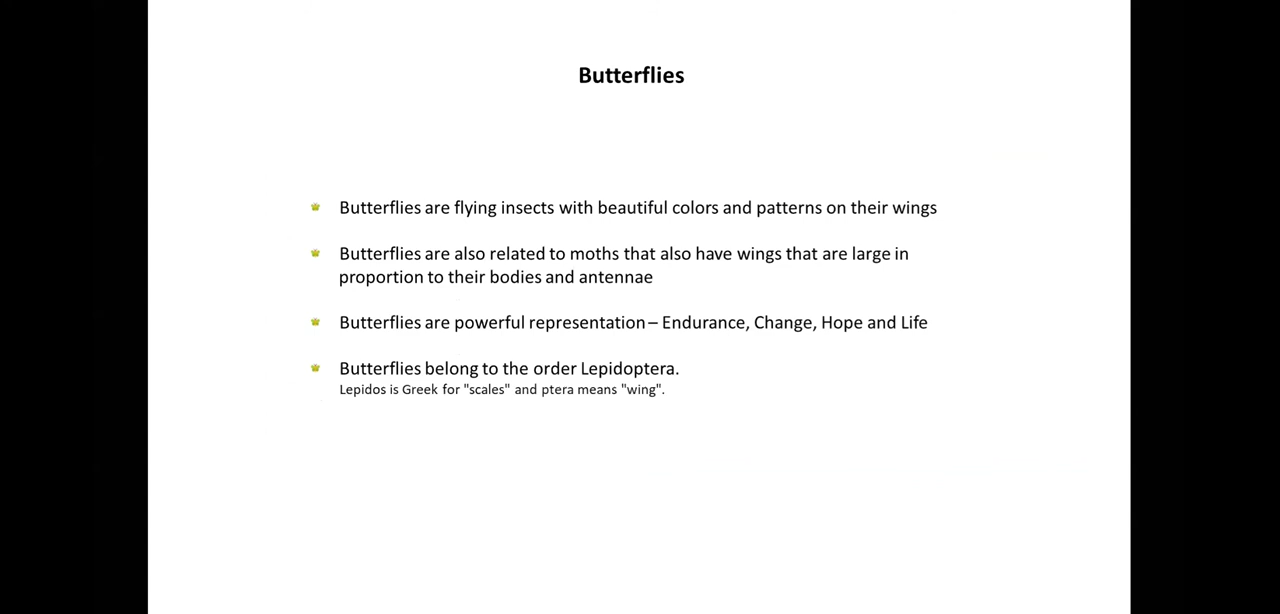 Butterflies
Butterflies are flying insects with beautiful colors and patterns on their wings
Butterflies are also related to moths that also have wings that are large in
proportion to their bodies and antennae
Butterflies are powerful representation – Endurance, Change, Hope and Life
Butterflies belong to the order Lepidoptera.
Lepidos is Greek for "scales" and ptera means "wing".